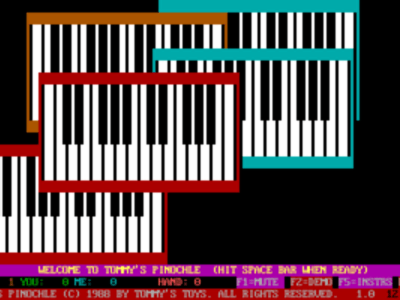 WELCOME TO TOMMY'S PINOCHLE (HIT SPACE BAR WHEN READY)
1 YOU: 0 ME: 0 HAND: 0 F1=MUTE F2=DEMO F5=INSTRS
PINOCHLE (C) 1988 BY TOMMY'S TOYS. ALL RIGHTS RESERVED. 1.0